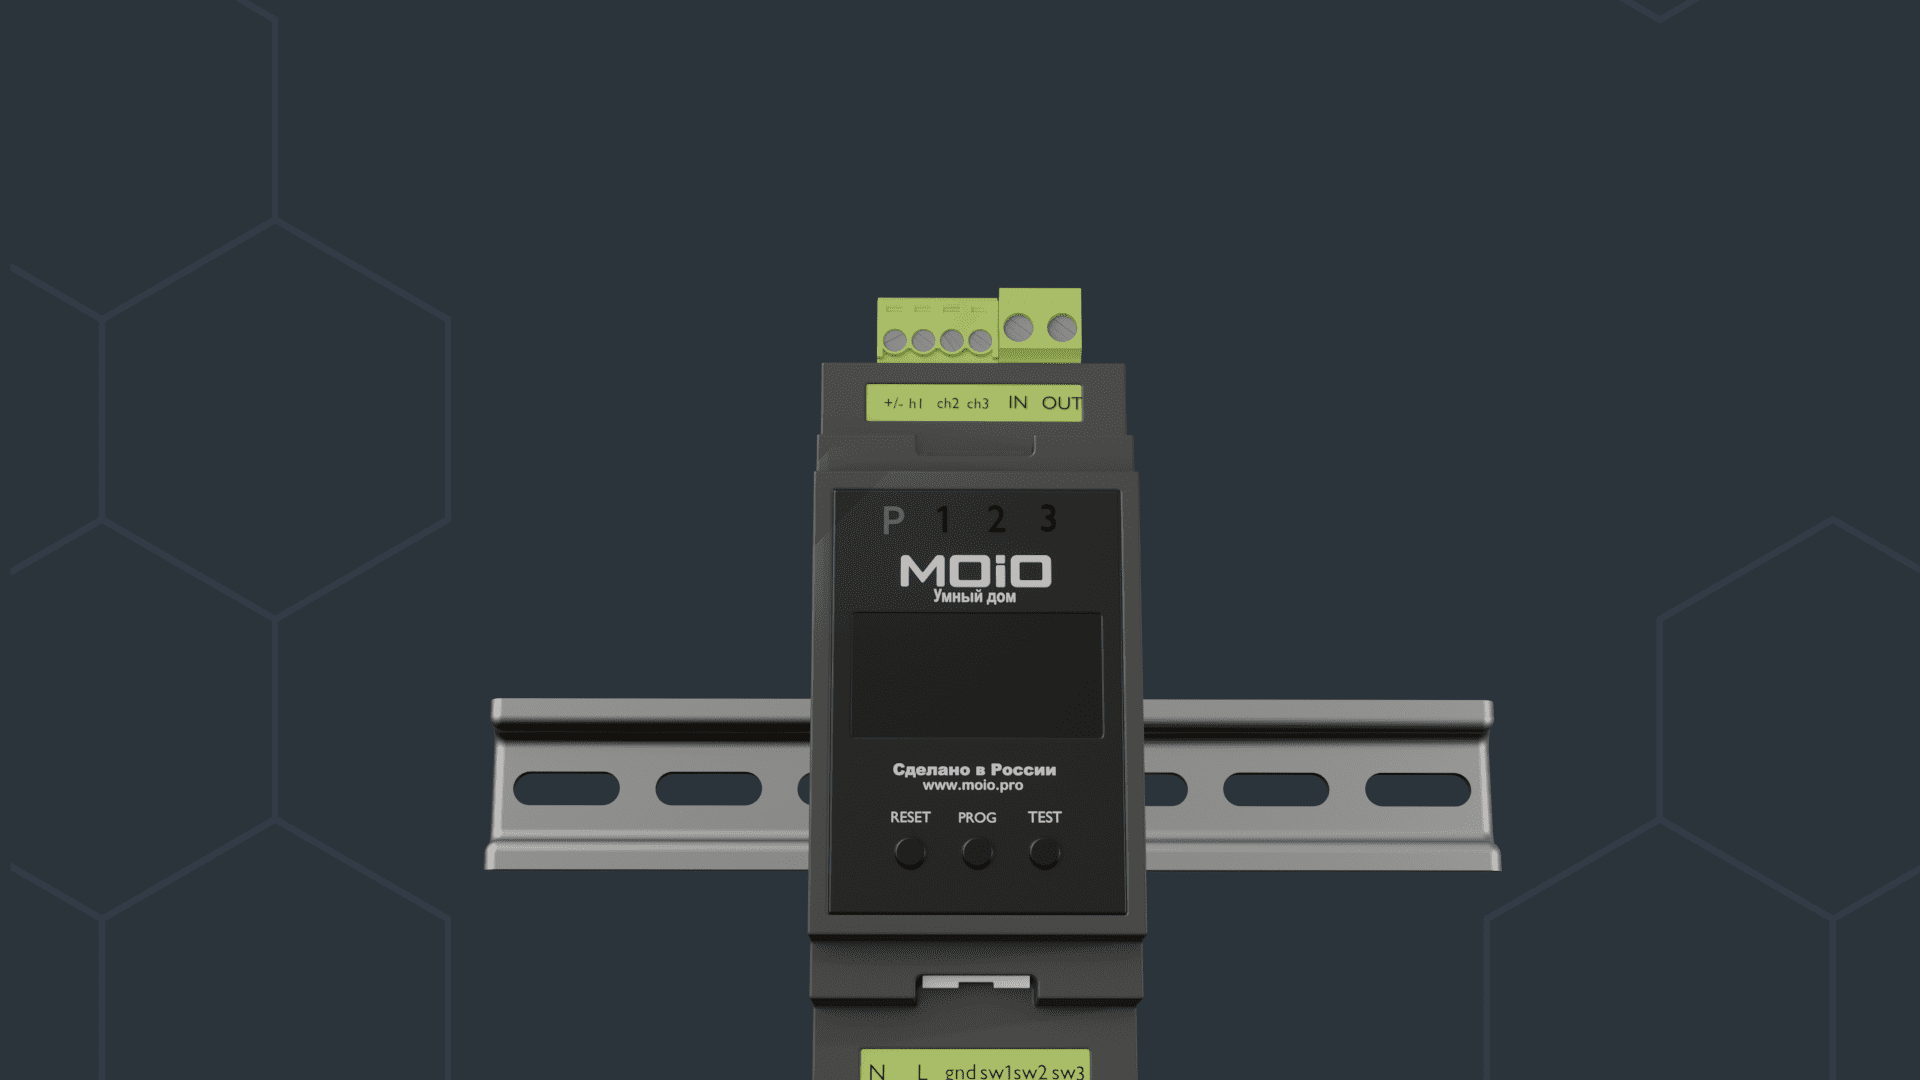 +/- h1 ch2 ch3 IN OUT
P 1 2 3
MOiO
Умный дом
Сделано в России
www.moio.pro
RESET PROG TEST
N L gnd sw1 sw2 sw3